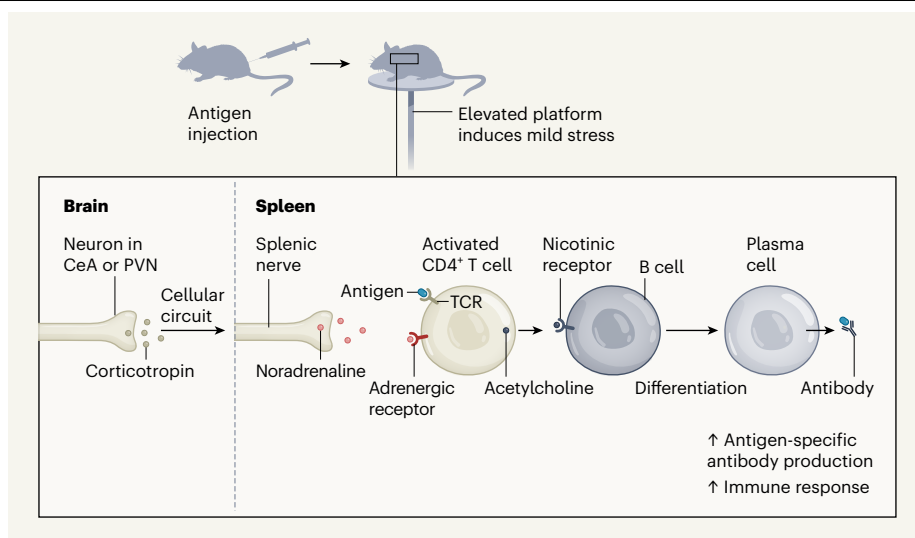 Antigen
injection
Elevated platform
induces mild stress
Brain
Neuron in
CeA or PVN
Cellular
circuit
Corticotropin
Spleen
Splenic
nerve
Noradrenaline
Antigen
Activated
CD4⁺ T cell
TCR
Adrenergic
receptor
Acetylcholine
Nicotinic
receptor
B cell
Differentiation
Plasma
cell
Antibody
↑ Antigen-specific
antibody production
↑ Immune response